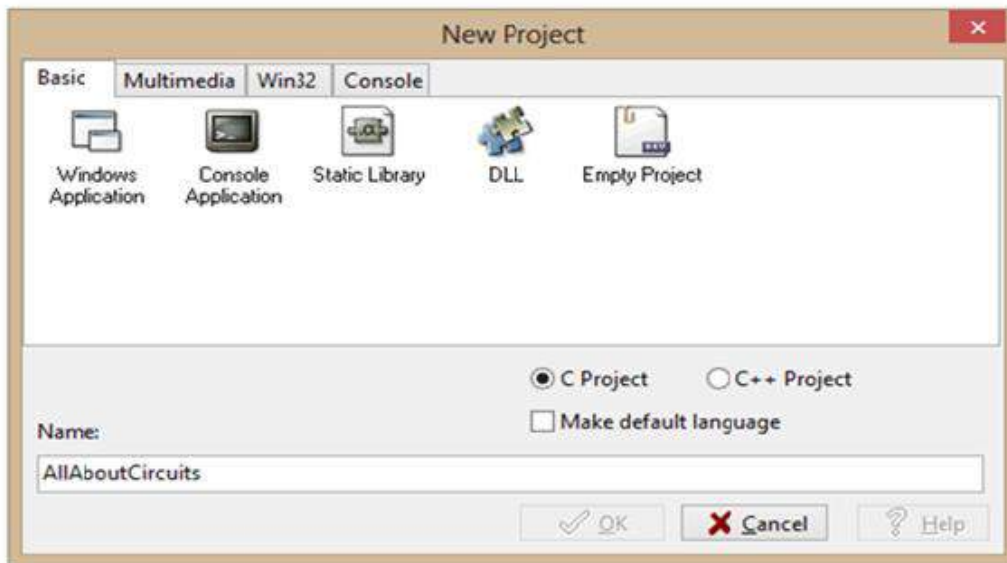 New Project
Basic Multimedia Win32 Console
Windows Application
Console Application
Static Library
DLL
Empty Project
C Project C++ Project
Make default language
Name:
AllAboutCircuits
OK Cancel Help